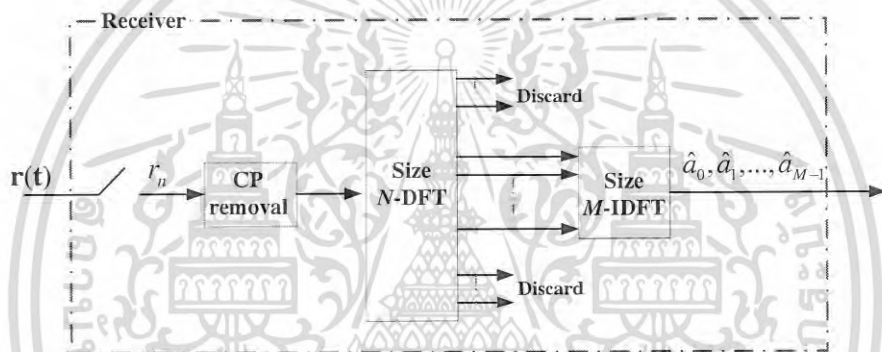 Receiver
Discard
r(t)
r_n
CP
removal
Size
N-DFT
Size
M-IDFT
â_0, â_1,..., â_{M-1}
Discard